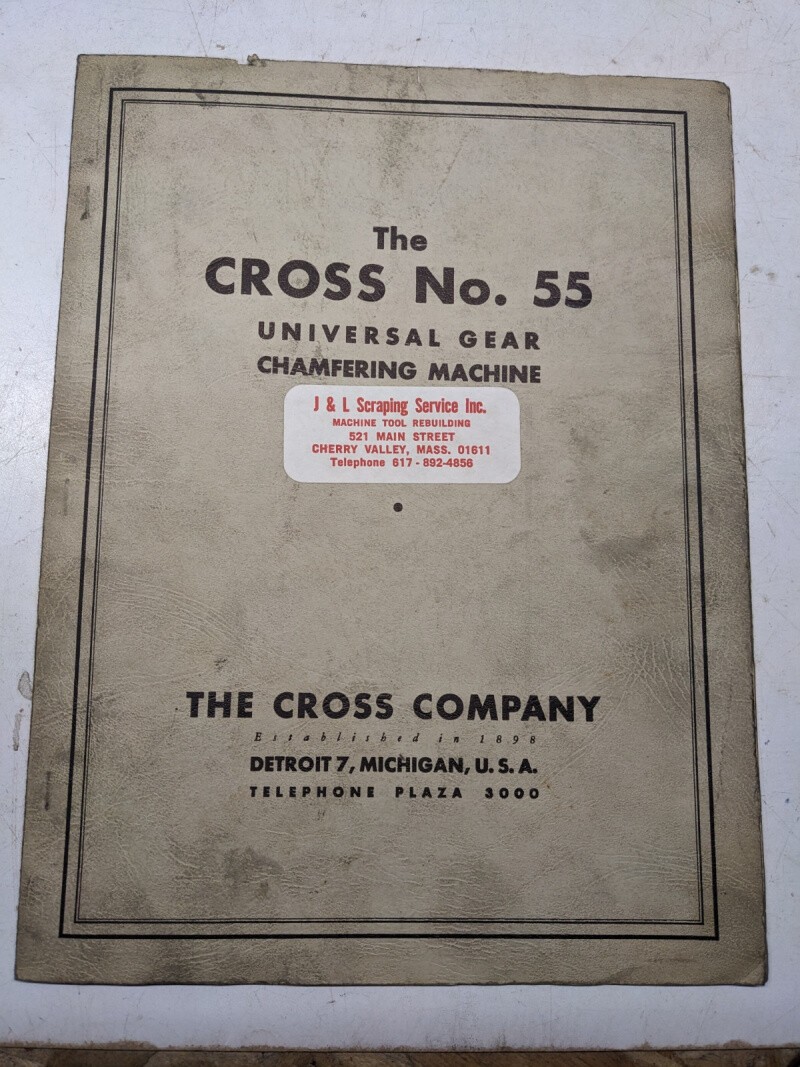 The
CROSS No. 55
UNIVERSAL GEAR
CHAMFERING MACHINE
J & L Scraping Service Inc.
MACHINE TOOL REBUILDING
521 MAIN STREET
CHERRY VALLEY, MASS. 01611
Telephone 617 - 892-4856
THE CROSS COMPANY
Established in 1898
DETROIT 7, MICHIGAN, U. S. A.
TELEPHONE PLAZA 3000